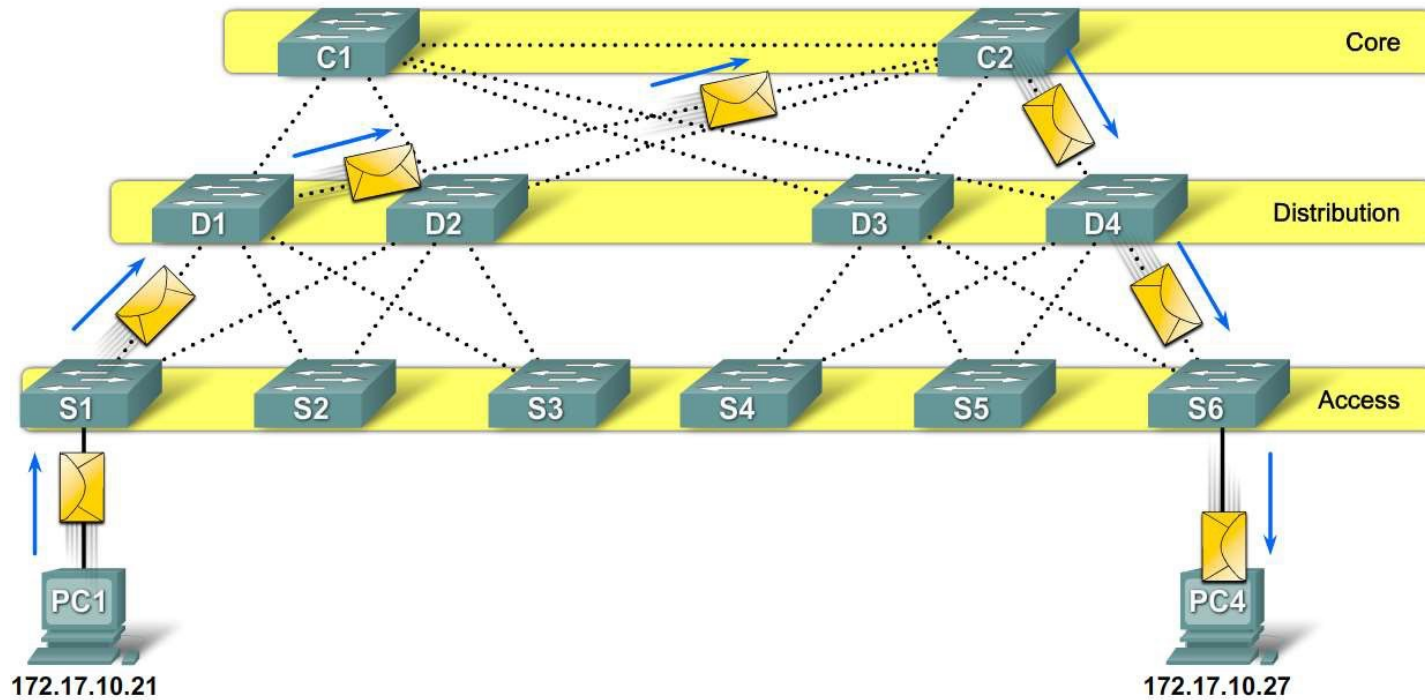 C1
C2
Core
D1
D2
D3
D4
Distribution
S1
S2
S3
S4
S5
S6
Access
PC1
PC4
172.17.10.21
172.17.10.27